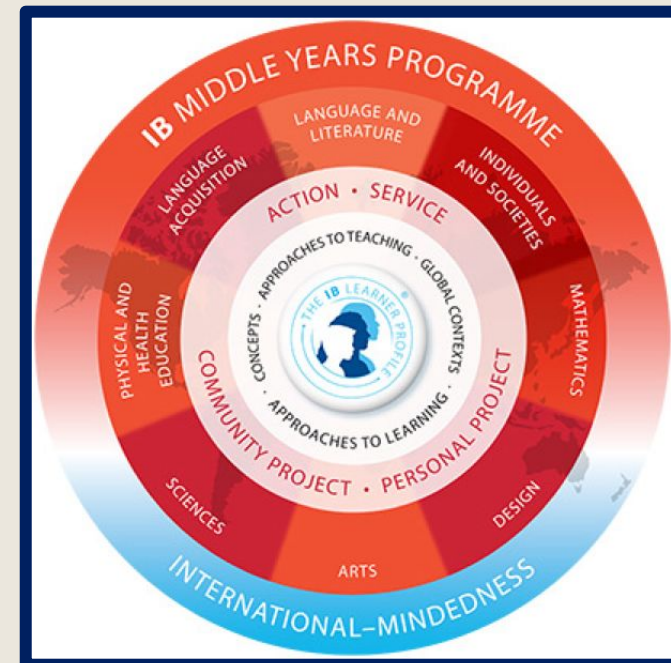 IB MIDDLE YEARS PROGRAMME
LANGUAGE AND
LITERATURE
INDIVIDUALS
AND SOCIETIES
MATHEMATICS
DESIGN
ARTS
SCIENCES
PHYSICAL AND
HEALTH
EDUCATION
LANGUAGE
ACQUISITION
ACTION · SERVICE
PERSONAL PROJECT ·
COMMUNITY PROJECT
APPROACHES TO TEACHING ·
GLOBAL CONTEXTS ·
APPROACHES TO LEARNING ·
CONCEPTS ·
THE IB LEARNER PROFILE
®
INTERNATIONAL–MINDEDNESS